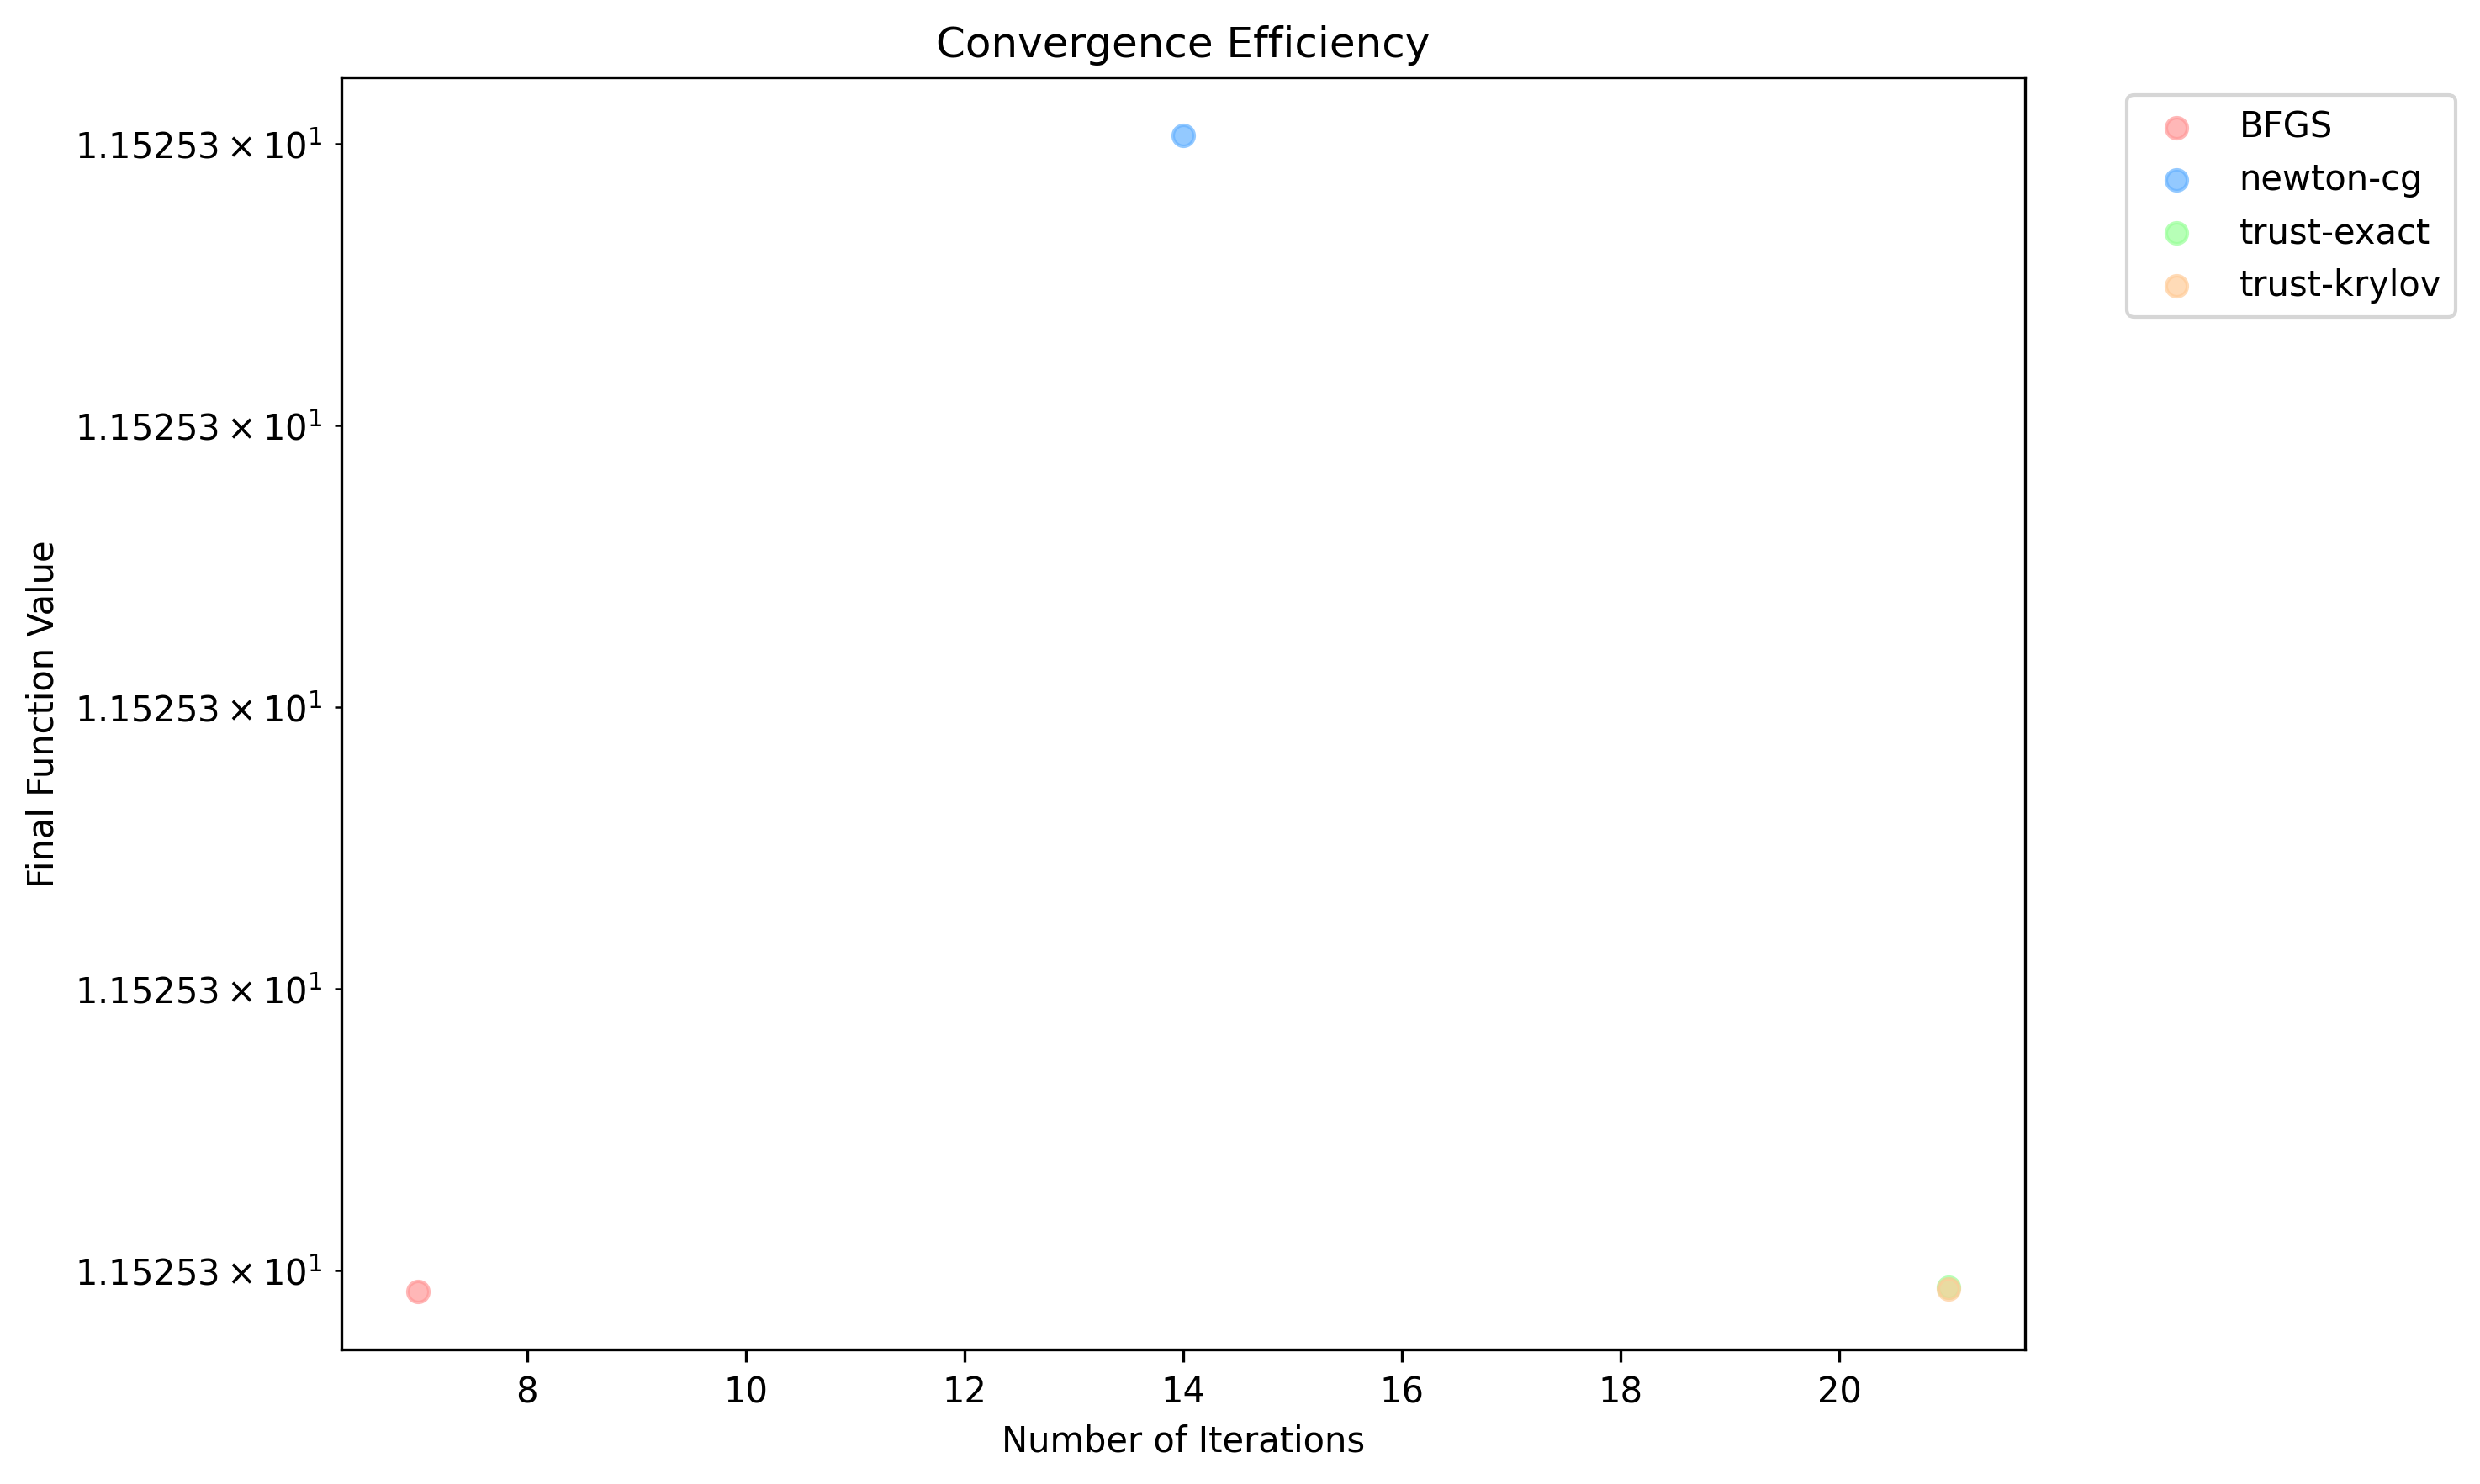 Convergence Efficiency
1.15253 × 10¹
1.15253 × 10¹
1.15253 × 10¹
1.15253 × 10¹
1.15253 × 10¹
Final Function Value
8 10 12 14 16 18 20
Number of Iterations
BFGS
newton-cg
trust-exact
trust-krylov